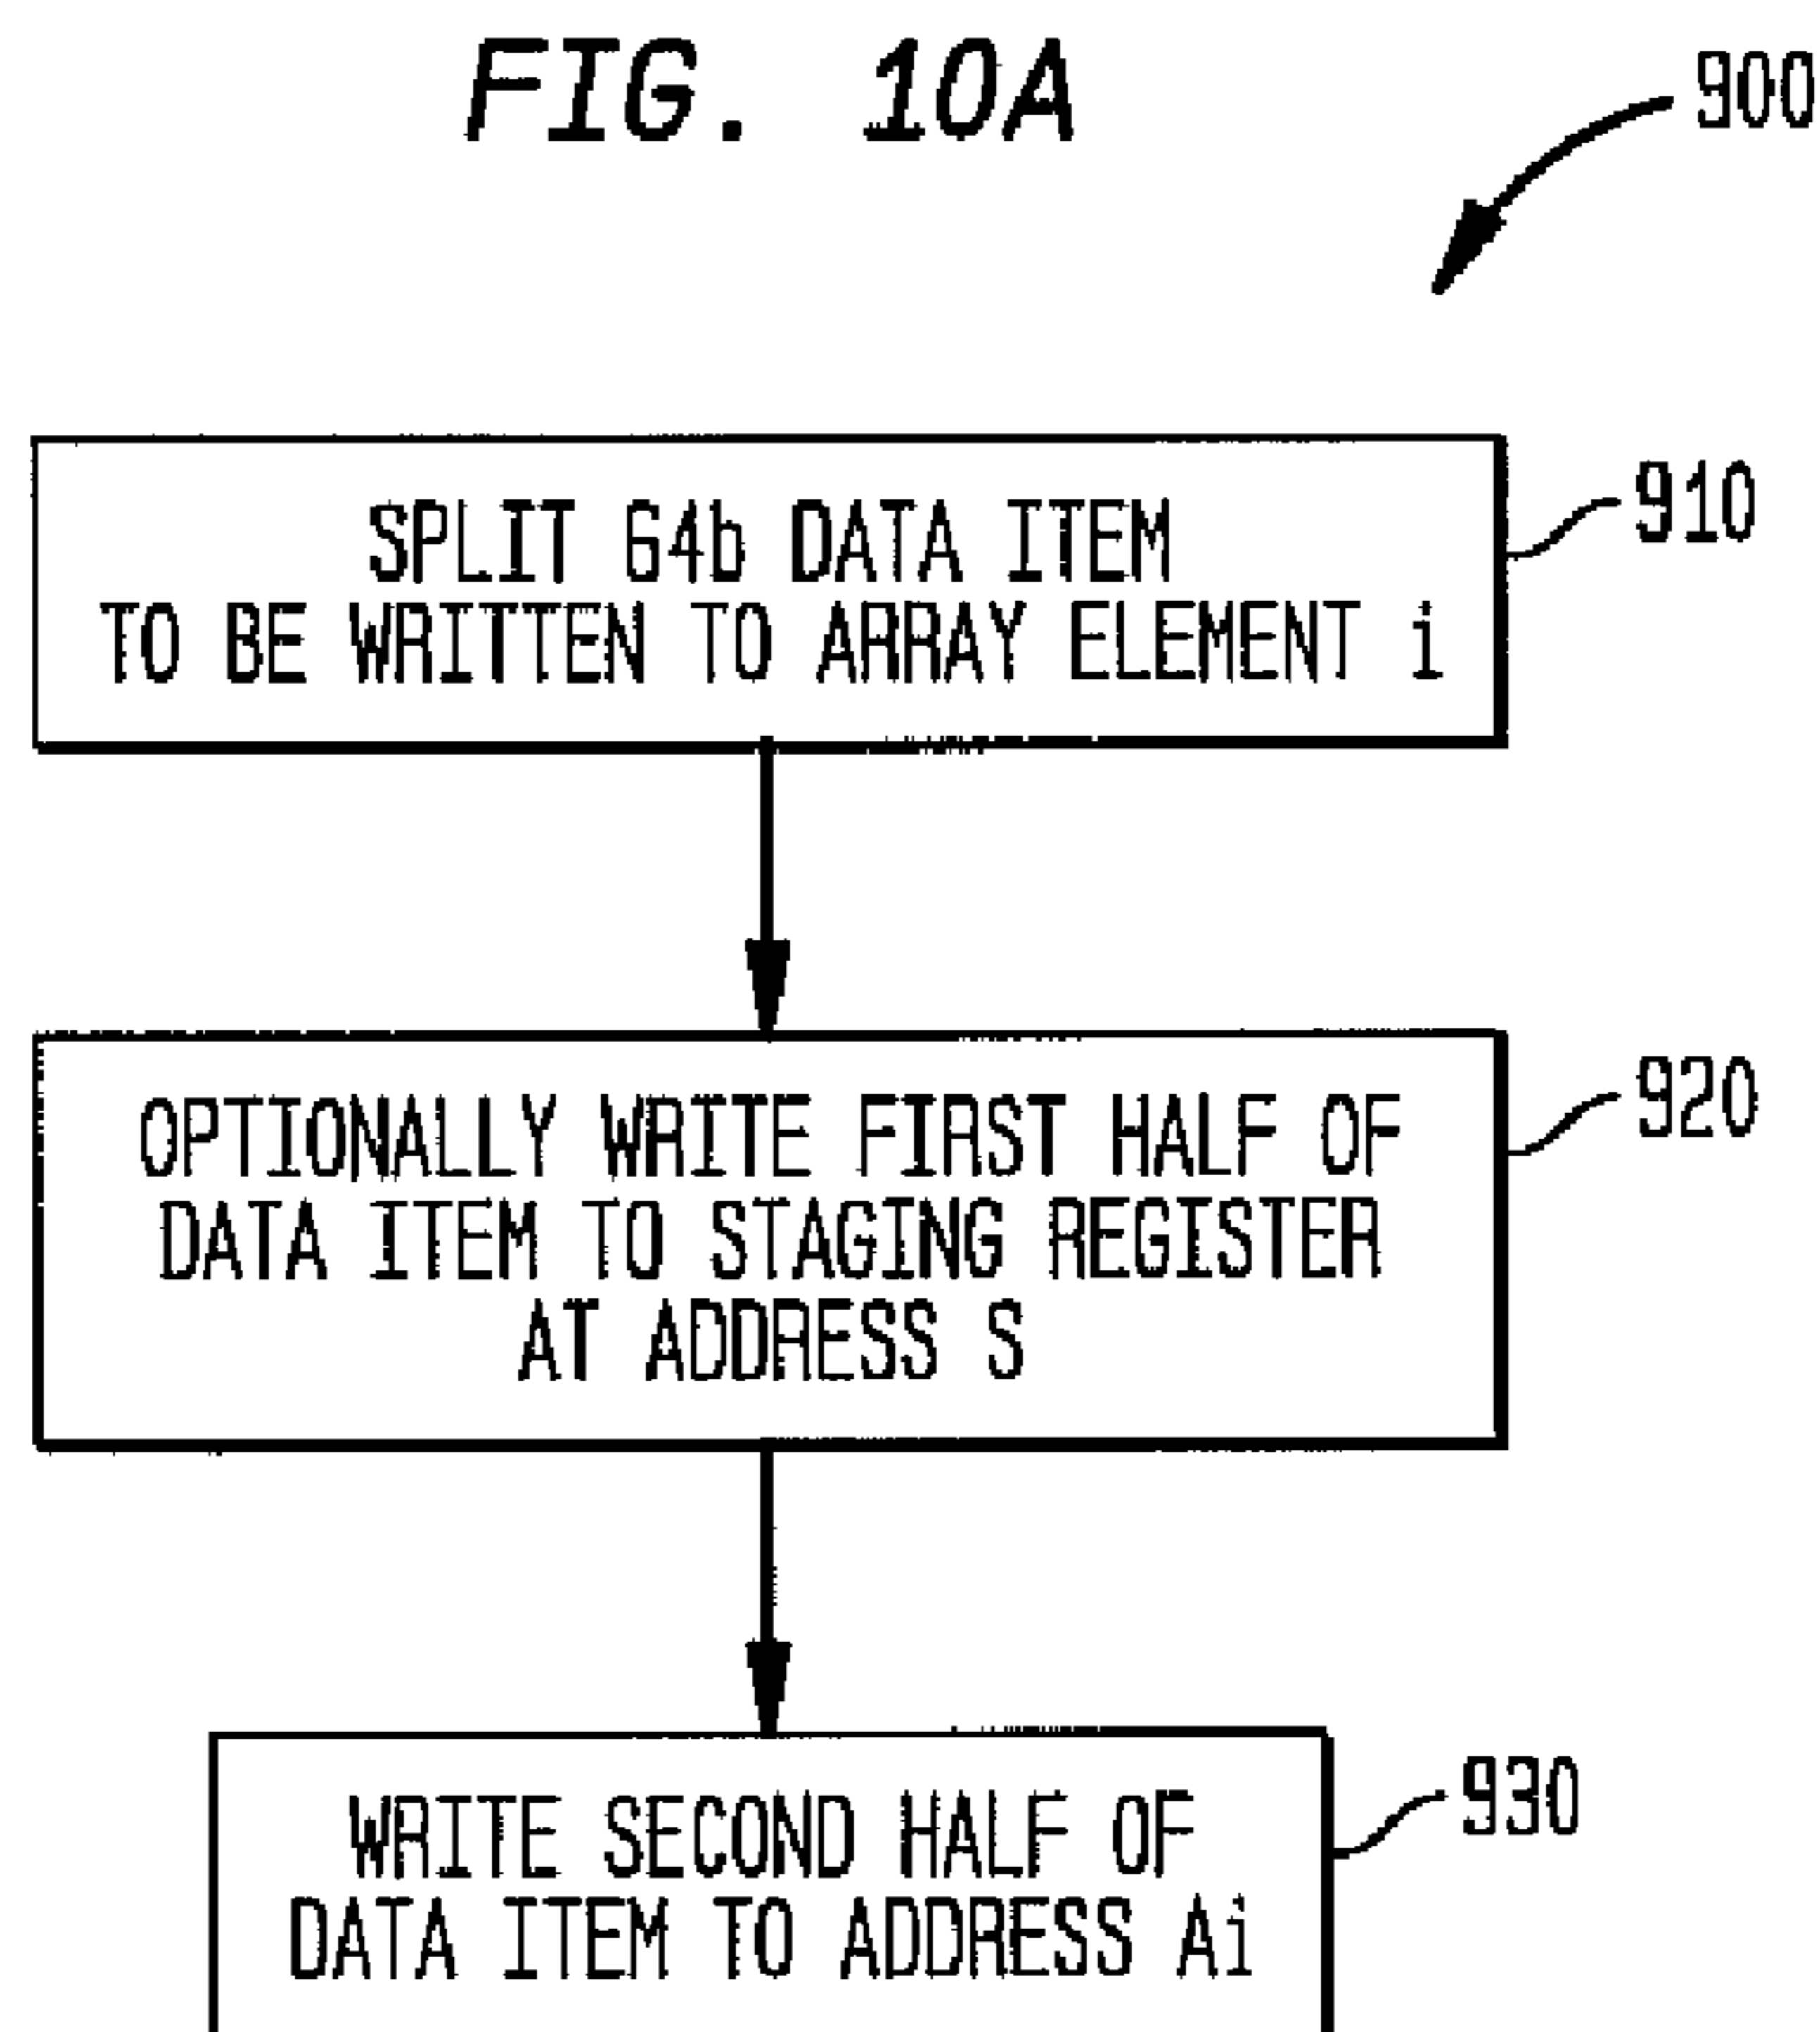 FIG. 10A
900
SPLIT 64b DATA ITEM
TO BE WRITTEN TO ARRAY ELEMENT i
910
OPTIONALLY WRITE FIRST HALF OF
DATA ITEM TO STAGING REGISTER
AT ADDRESS S
920
WRITE SECOND HALF OF
DATA ITEM TO ADDRESS Ai
930